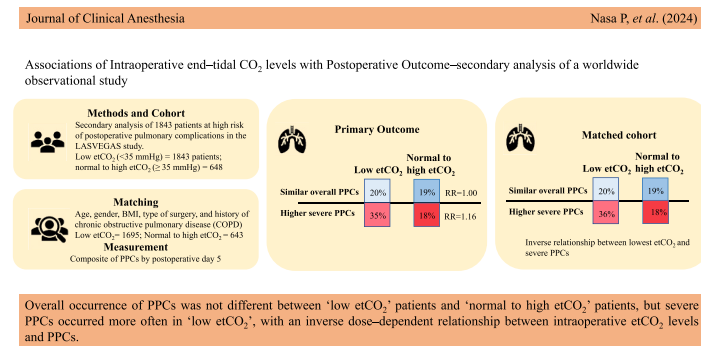 Journal of Clinical Anesthesia
Nasa P, et al. (2024)
Associations of Intraoperative end–tidal CO2 levels with Postoperative Outcome–secondary analysis of a worldwide
observational study
Methods and Cohort
Secondary analysis of 1843 patients at high risk
of postoperative pulmonary complications in the
LASVEGAS study.
Low etCO2 (<35 mmHg) = 1843 patients;
normal to high etCO2 (≥ 35 mmHg) = 648
Matching
Age, gender, BMI, type of surgery, and history of
chronic obstructive pulmonary disease (COPD)
Low etCO2= 1695; Normal to high etCO2 = 643
Measurement
Composite of PPCs by postoperative day 5
Primary Outcome
Normal to
Low etCO2 high etCO2
Similar overall PPCs 20% 19% RR=1.00
Higher severe PPCs 35% 18% RR=1.16
Matched cohort
Normal to
Low etCO2 high etCO2
Similar overall PPCs 20% 19%
Higher severe PPCs 36% 18%
Inverse relationship between lowest etCO2 and
severe PPCs
Overall occurrence of PPCs was not different between ‘low etCO2’ patients and ‘normal to high etCO2’ patients, but severe
PPCs occurred more often in ‘low etCO2’, with an inverse dose–dependent relationship between intraoperative etCO2 levels
and PPCs.